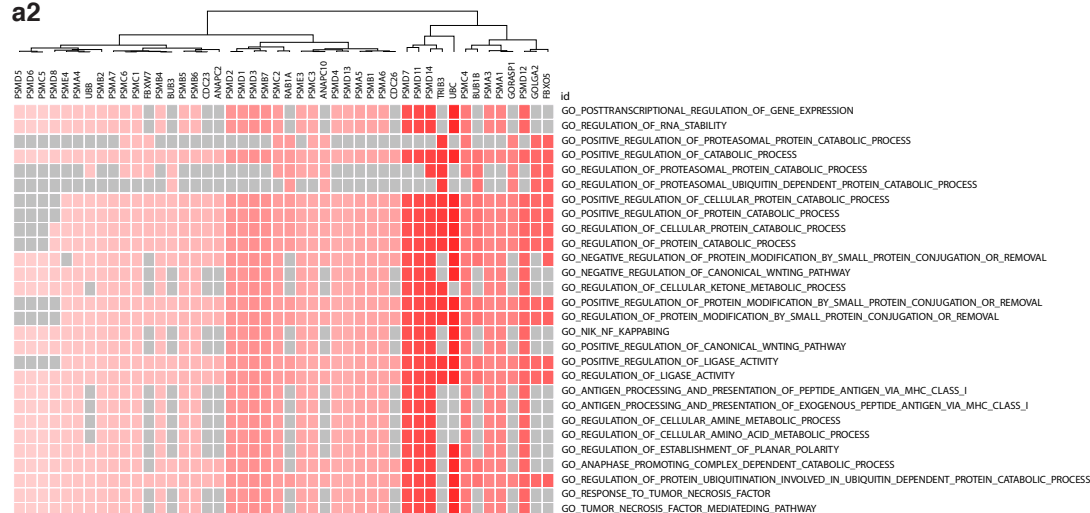 a2
PSMD5
PSMD6
PSMC5
PSMD8
PSME4
PSMA4
UBB
PSMB2
PSMA7
PSMC6
PSMC1
FBXW7
PSMB4
BUB3
PSMB5
PSMB6
CDC23
ANAPC2
PSMD2
PSMD1
PSMD3
PSMB7
PSMC2
RAB1A
PSME3
PSMC3
ANAPC10
PSMD4
PSMD13
PSMA5
PSMB1
PSMA6
CDC26
PSMD7
PSMD11
PSMD14
TRIB3
UBC
PSMC4
BUB1B
PSMA3
PSMA1
GORASP1
PSMD12
GOLGA2
FBXO5
id
GO_POSTTRANSCRIPTIONAL_REGULATION_OF_GENE_EXPRESSION
GO_REGULATION_OF_RNA_STABILITY
GO_POSITIVE_REGULATION_OF_PROTEASOMAL_PROTEIN_CATABOLIC_PROCESS
GO_POSITIVE_REGULATION_OF_CATABOLIC_PROCESS
GO_REGULATION_OF_PROTEASOMAL_PROTEIN_CATABOLIC_PROCESS
GO_POSITIVE_REGULATION_OF_PROTEASOMAL_UBIQUITIN_DEPENDENT_PROTEIN_CATABOLIC_PROCESS
GO_POSITIVE_REGULATION_OF_CELLULAR_PROTEIN_CATABOLIC_PROCESS
GO_POSITIVE_REGULATION_OF_PROTEIN_CATABOLIC_PROCESS
GO_REGULATION_OF_CELLULAR_PROTEIN_CATABOLIC_PROCESS
GO_REGULATION_OF_PROTEIN_CATABOLIC_PROCESS
GO_NEGATIVE_REGULATION_OF_PROTEIN_MODIFICATION_BY_SMALL_PROTEIN_CONJUGATION_OR_REMOVAL
GO_NEGATIVE_REGULATION_OF_CANONICAL_WNTING_PATHWAY
GO_REGULATION_OF_CELLULAR_KETONE_METABOLIC_PROCESS
GO_POSITIVE_REGULATION_OF_PROTEIN_MODIFICATION_BY_SMALL_PROTEIN_CONJUGATION_OR_REMOVAL
GO_REGULATION_OF_PROTEIN_MODIFICATION_BY_SMALL_PROTEIN_CONJUGATION_OR_REMOVAL
GO_NIK_NF_KAPPABING
GO_POSITIVE_REGULATION_OF_CANONICAL_WNTING_PATHWAY
GO_POSITIVE_REGULATION_OF_LIGASE_ACTIVITY
GO_REGULATION_OF_LIGASE_ACTIVITY
GO_ANTIGEN_PROCESSING_AND_PRESENTATION_OF_PEPTIDE_ANTIGEN_VIA_MHC_CLASS_I
GO_ANTIGEN_PROCESSING_AND_PRESENTATION_OF_EXOGENOUS_PEPTIDE_ANTIGEN_VIA_MHC_CLASS_I
GO_REGULATION_OF_CELLULAR_AMINE_METABOLIC_PROCESS
GO_REGULATION_OF_CELLULAR_AMINO_ACID_METABOLIC_PROCESS
GO_REGULATION_OF_ESTABLISHMENT_OF_PLANAR_POLARITY
GO_ANAPHASE_PROMOTING_COMPLEX_DEPENDENT_CATABOLIC_PROCESS
GO_REGULATION_OF_PROTEIN_UBIQUITINATION_INVOLVED_IN_UBIQUITIN_DEPENDENT_PROTEIN_CATABOLIC_PROCESS
GO_RESPONSE_TO_TUMOR_NECROSIS_FACTOR
GO_TUMOR_NECROSIS_FACTOR_MEDIATEDING_PATHWAY